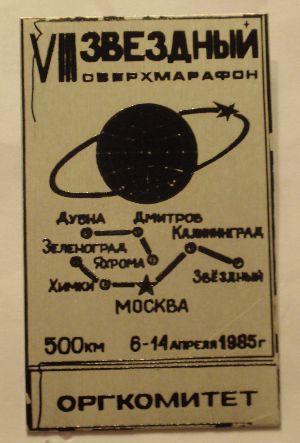 VIII ЗВЕЗДНЫЙ
СВЕРХМАРАФОН
ДУБНА ДМИТРОВ КАЛИНИНГРАД
ЗЕЛЕНОГРАД
ЯХРОМА ЗВЁЗДНЫЙ
ХИМКИ
МОСКВА
500КМ 6-14 АПРЕЛЯ 1985г
ОРГКОМИТЕТ